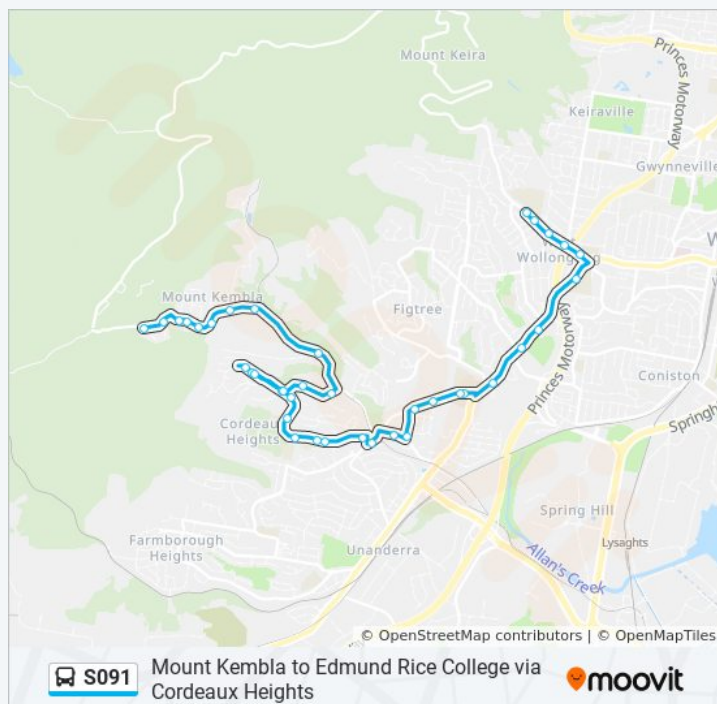 Mount Keira
Princes Motorway
Keiraville
Gwynneville
Wollongong
Mount Kembla
Figtree
Princes Motorway
Coniston
Cordeaux
Heights
Spring Hill
Lysaghts
Farmborough
Heights
Unanderra
Allan's Creek
© OpenStreetMap contributors | © OpenMapTiles
S091
Mount Kembla to Edmund Rice College via
Cordeaux Heights
moovit